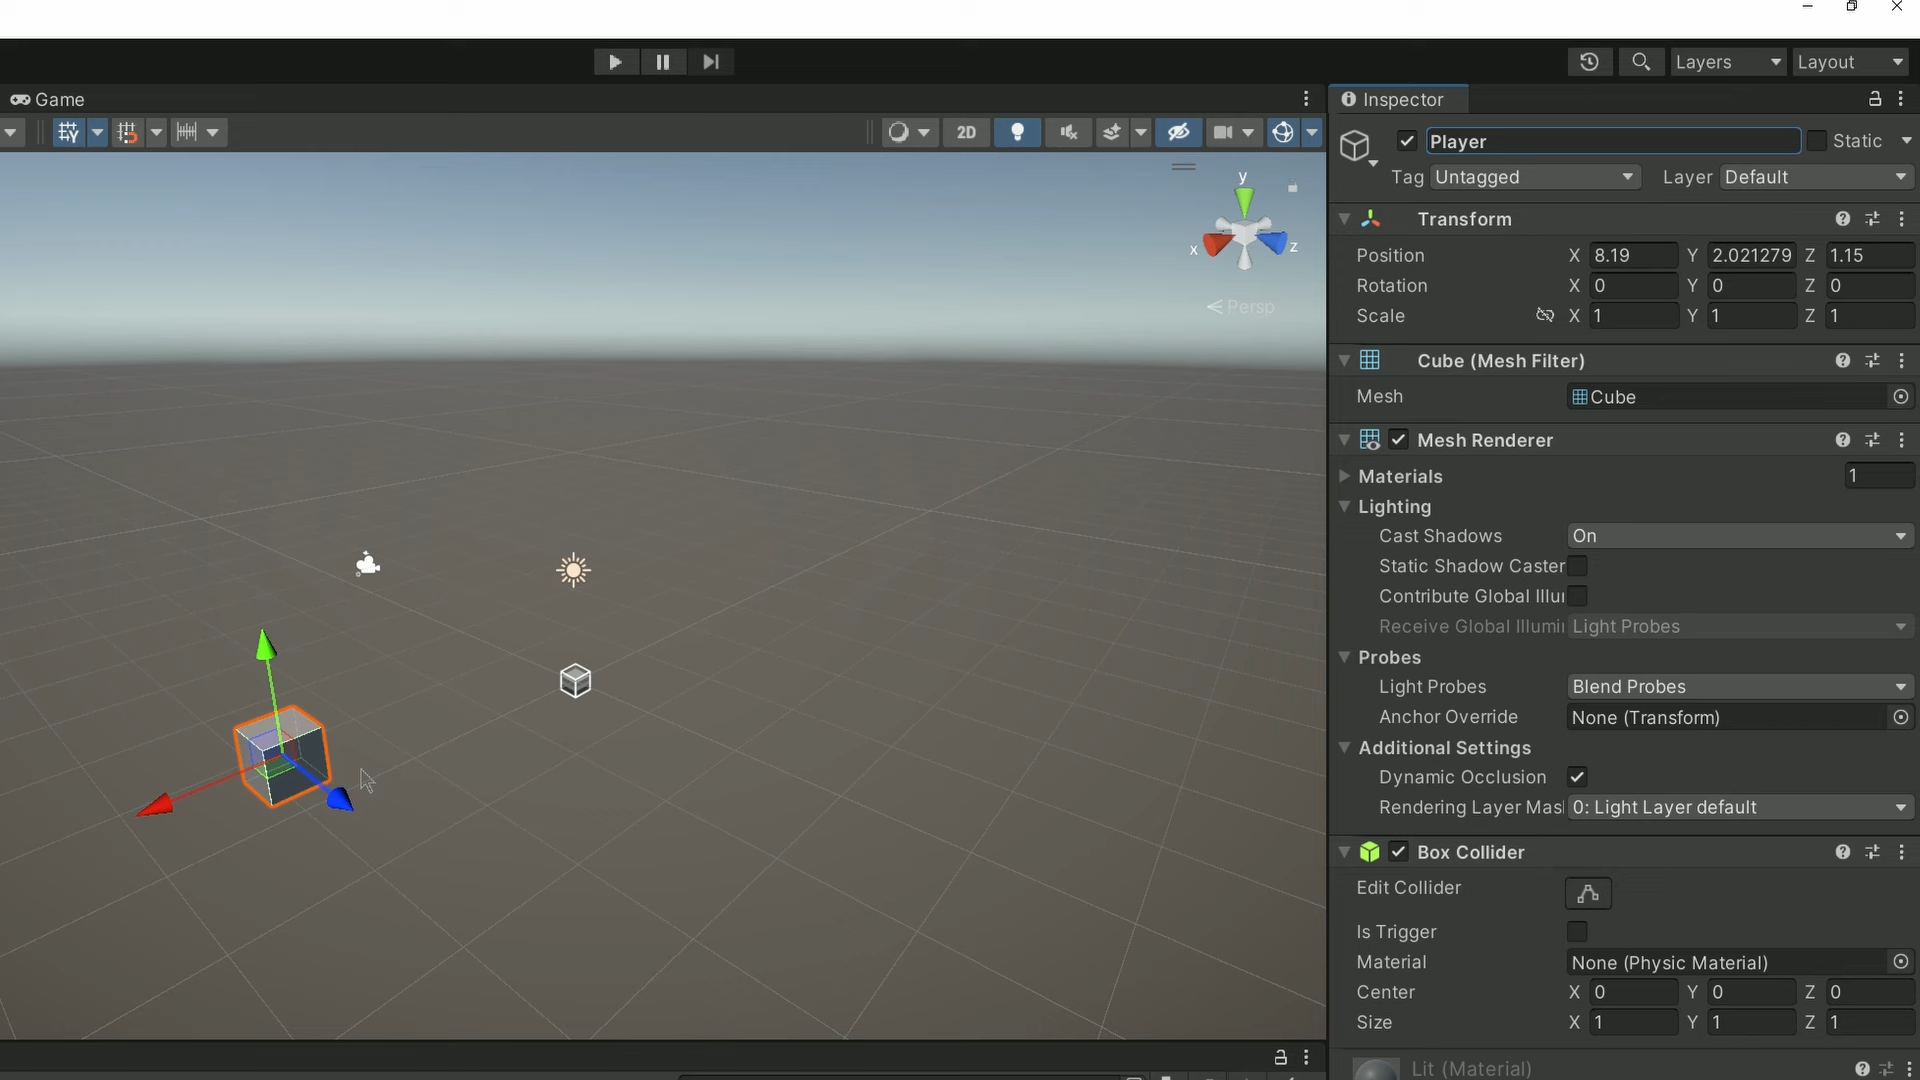 Layers
Layout
Game
Inspector
2D
Player
Static
Tag Untagged
Layer Default
y
x
z
Persp
Transform
Position X 8.19 Y 2.021279 Z 1.15
Rotation X 0 Y 0 Z 0
Scale X 1 Y 1 Z 1
Cube (Mesh Filter)
Mesh Cube
Mesh Renderer
Materials 1
Lighting
Cast Shadows On
Static Shadow Caster
Contribute Global Illu
Receive Global Illumi Light Probes
Probes
Light Probes Blend Probes
Anchor Override None (Transform)
Additional Settings
Dynamic Occlusion
Rendering Layer Mas 0: Light Layer default
Box Collider
Edit Collider
Is Trigger
Material None (Physic Material)
Center X 0 Y 0 Z 0
Size X 1 Y 1 Z 1
Lit (Material)